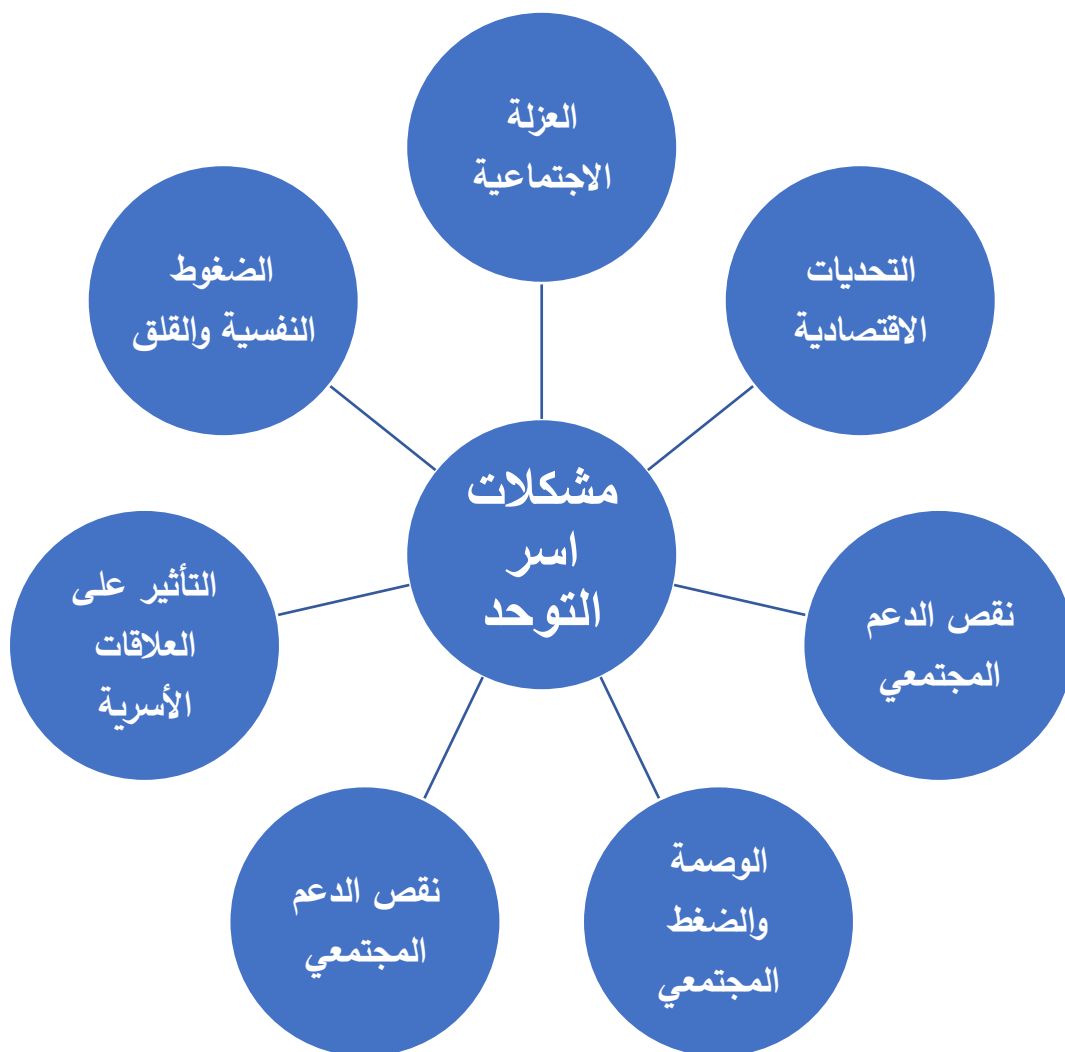 العزلة
الاجتماعية
التحديات
الاقتصادية
نقص الدعم
المجتمعي
الوصمة
والضغط
المجتمعي
نقص الدعم
المجتمعي
التأثير على
العلاقات
الأسرية
الضغوط
النفسية والقلق
مشكلات
اسر
التوحد